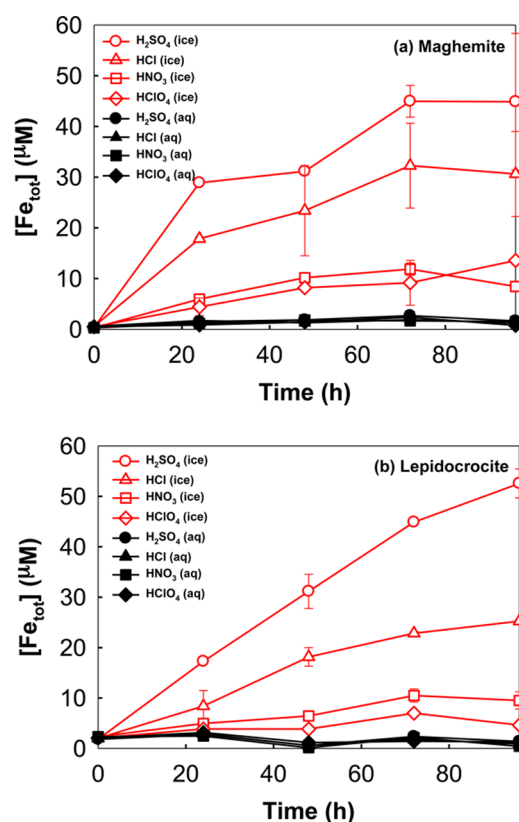 60
50
40
30
20
10
0
[Fe_tot] (μM)
H₂SO₄ (ice)
HCl (ice)
HNO₃ (ice)
HClO₄ (ice)
H₂SO₄ (aq)
HCl (aq)
HNO₃ (aq)
HClO₄ (aq)
(a) Maghemite
0 20 40 60 80
Time (h)
60
50
40
30
20
10
0
[Fe_tot] (μM)
H₂SO₄ (ice)
HCl (ice)
HNO₃ (ice)
HClO₄ (ice)
H₂SO₄ (aq)
HCl (aq)
HNO₃ (aq)
HClO₄ (aq)
(b) Lepidocrocite
0 20 40 60 80
Time (h)